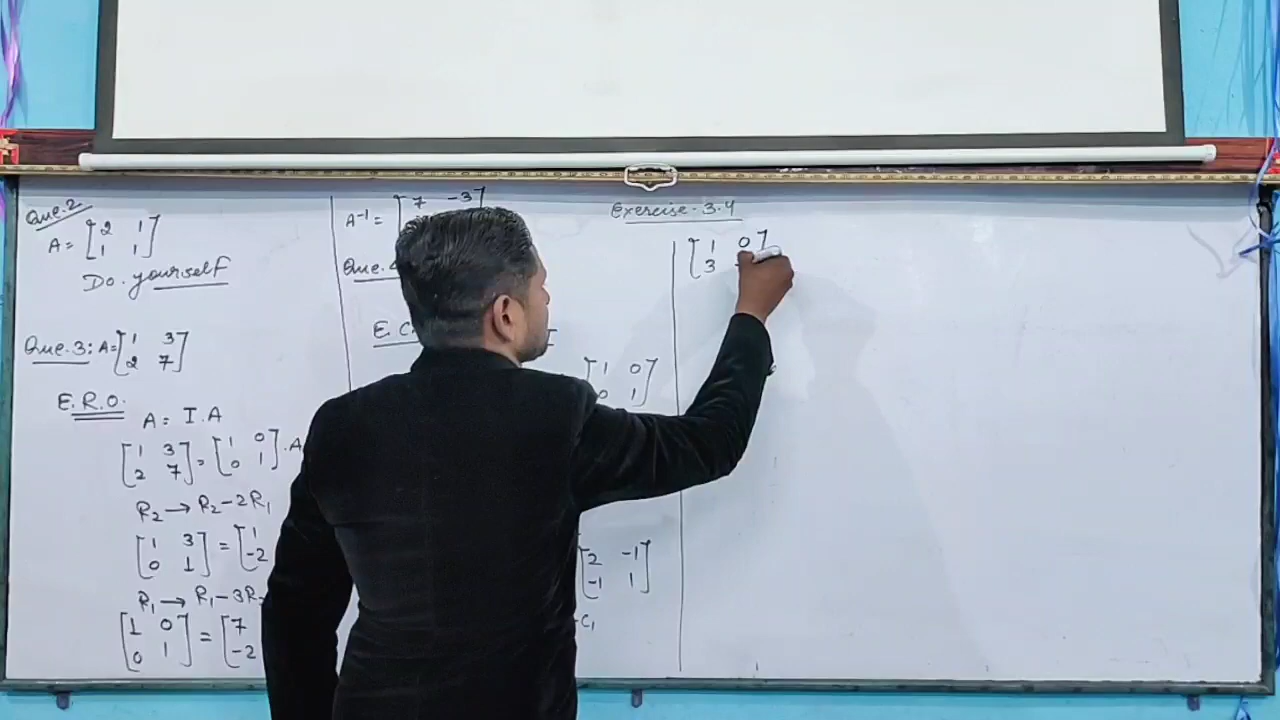 Que.2
A = [2 1
1 1]
Do yourself
Que.3: A=[1 3
2 7]
E.R.O.
A = I.A
[1 3
2 7] = [1 0
0 1].A
R₂ → R₂ - 2R₁
[1 3
0 1] = [1
-2
R₁ → R₁ - 3R
[1 0
0 1] = [7
-2
A⁻¹ = [7 -3]
Que.
E.C.
[1 0
0 1]
[2 -1
-1 1]
C₁
Exercise - 3.4
[1 0]
[3